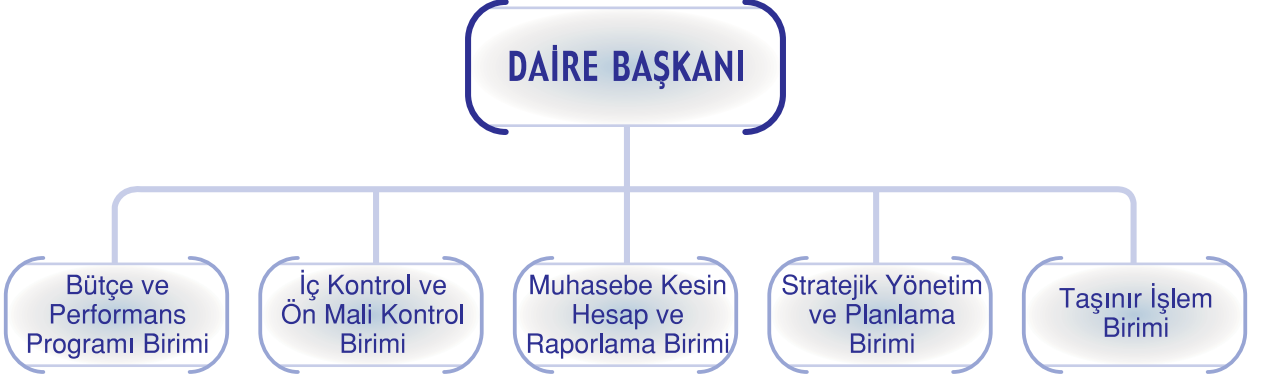 DAİRE BAŞKANI
Bütçe ve
Performans
Programı Birimi
İç Kontrol ve
Ön Mali Kontrol
Birimi
Muhasebe Kesin
Hesap ve
Raporlama Birimi
Stratejik Yönetim
ve Planlama
Birimi
Taşınır İşlem
Birimi